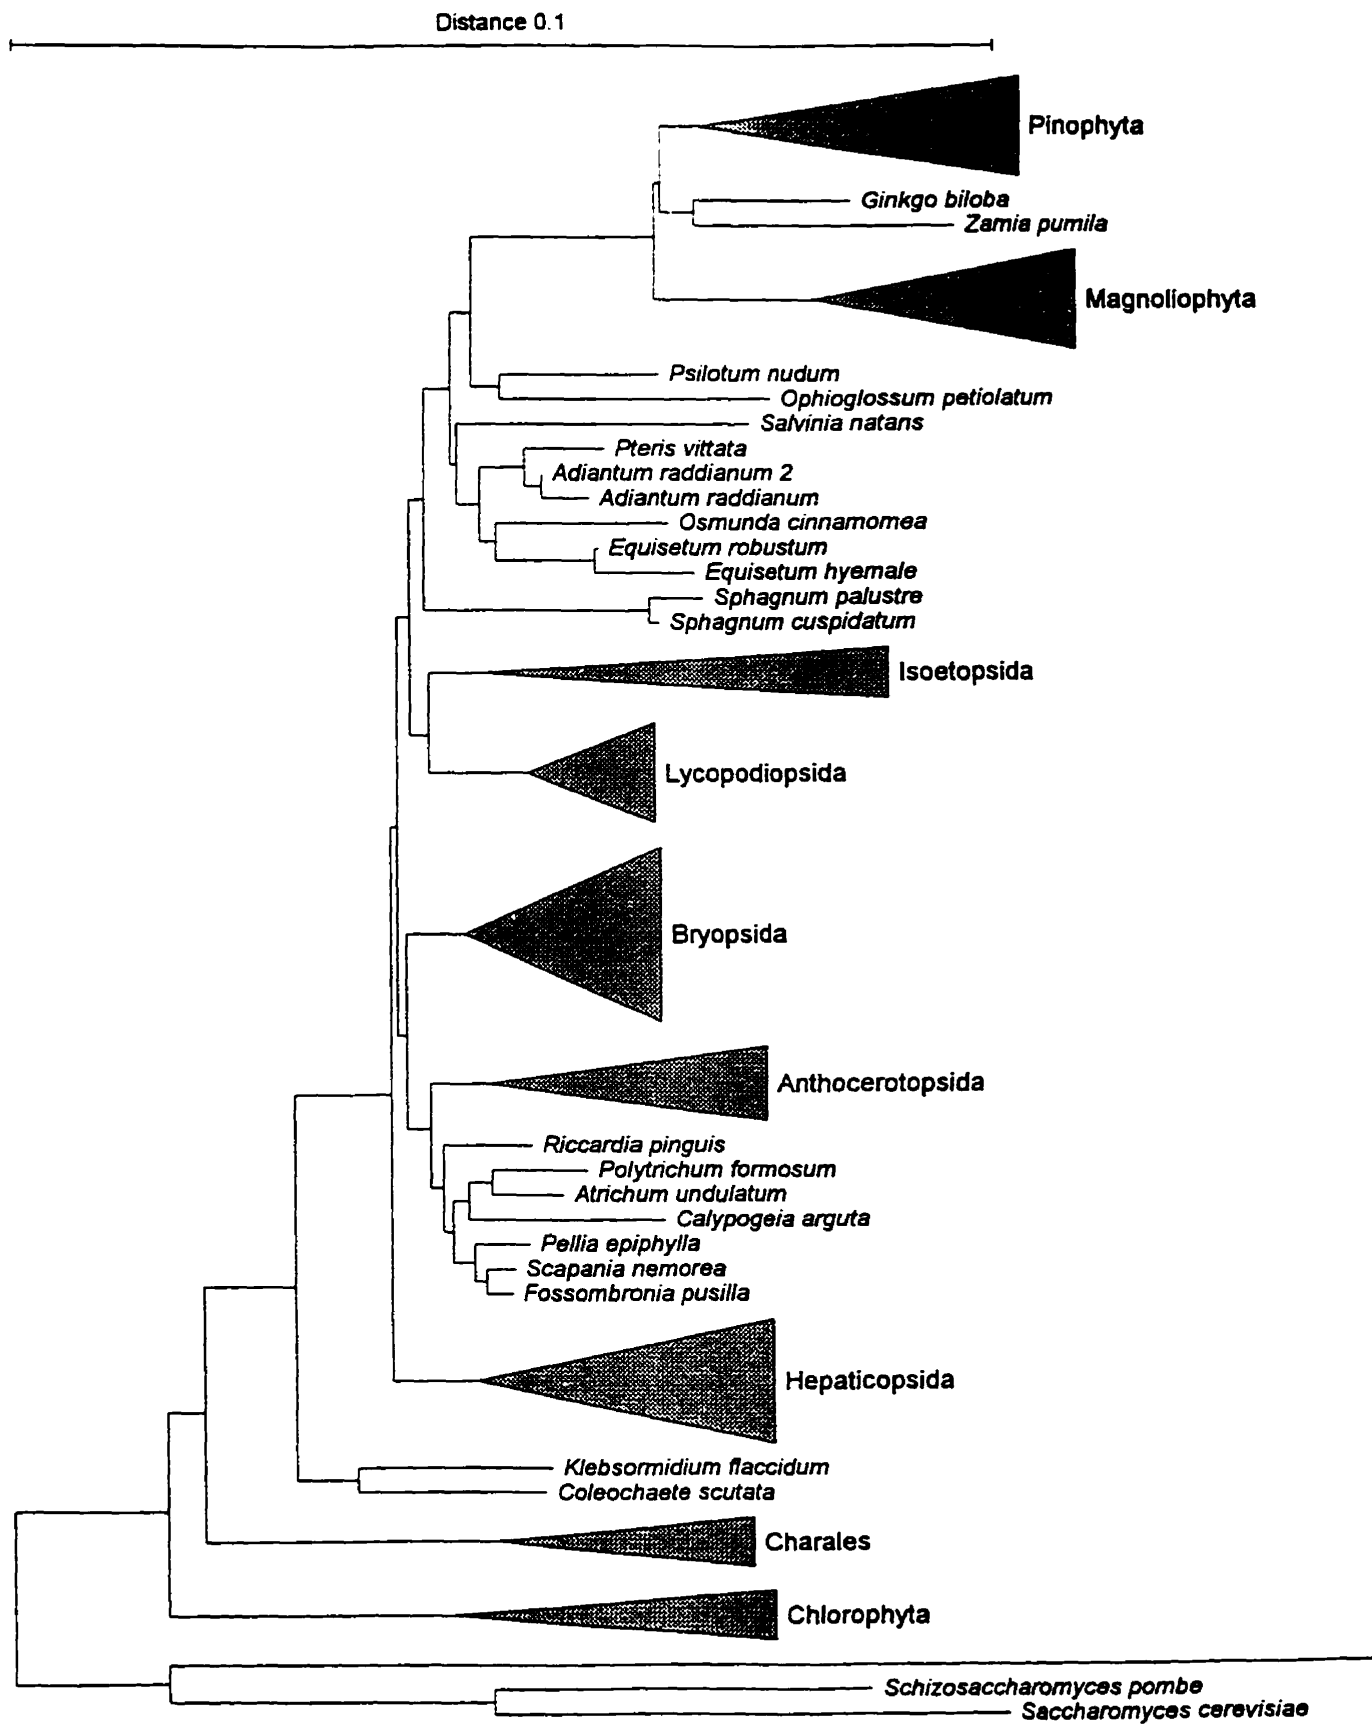 Distance 0.1
Pinophyta
Ginkgo biloba
Zamia pumila
Magnoliophyta
Psilotum nudum
Ophioglossum petiolatum
Salvinia natans
Pteris vittata
Adiantum raddianum 2
Adiantum raddianum
Osmunda cinnamomea
Equisetum robustum
Equisetum hyemale
Sphagnum palustre
Sphagnum cuspidatum
Isoetopsida
Lycopodiopsida
Bryopsida
Anthocerotopsida
Riccardia pinguis
Polytrichum formosum
Atrichum undulatum
Calypogeia arguta
Pellia epiphylla
Scapania nemorea
Fossombronia pusilla
Hepaticopsida
Klebsormidium flaccidum
Coleochaete scutata
Charales
Chlorophyta
Schizosaccharomyces pombe
Saccharomyces cerevisiae